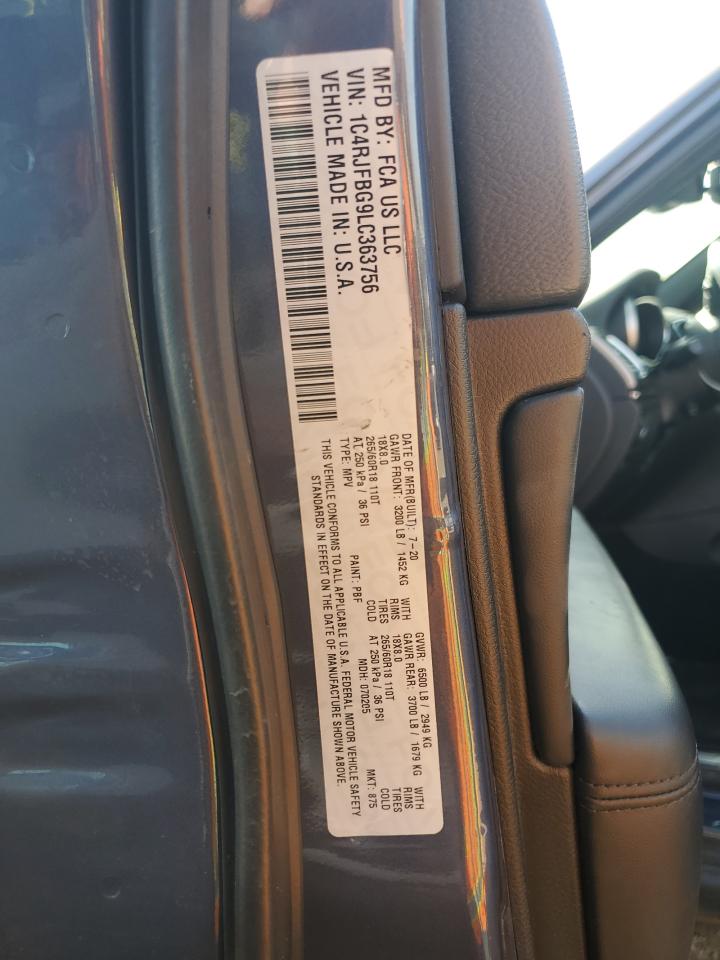 MFD BY: FCA US LLC
VIN: 1C4RJFBG9LC363756
VEHICLE MADE IN: U.S.A.
DATE OF MFR(BUILT): 7-20 GVWR: 6500 LB / 2949 KG
GAWR FRONT: 3200 LB / 1452 KG WITH GAWR REAR: 3700 LB / 1679 KG WITH
18X8.0 RIMS 18X8.0 RIMS
265/60R18 110T TIRES 265/60R18 110T TIRES
AT 250 kPa / 36 PSI COLD AT 250 kPa / 36 PSI COLD
TYPE: MPV PAINT: PBF MDH: 070205 MKT: 875
THIS VEHICLE CONFORMS TO ALL APPLICABLE U.S.A. FEDERAL MOTOR VEHICLE SAFETY
STANDARDS IN EFFECT ON THE DATE OF MANUFACTURE SHOWN ABOVE.